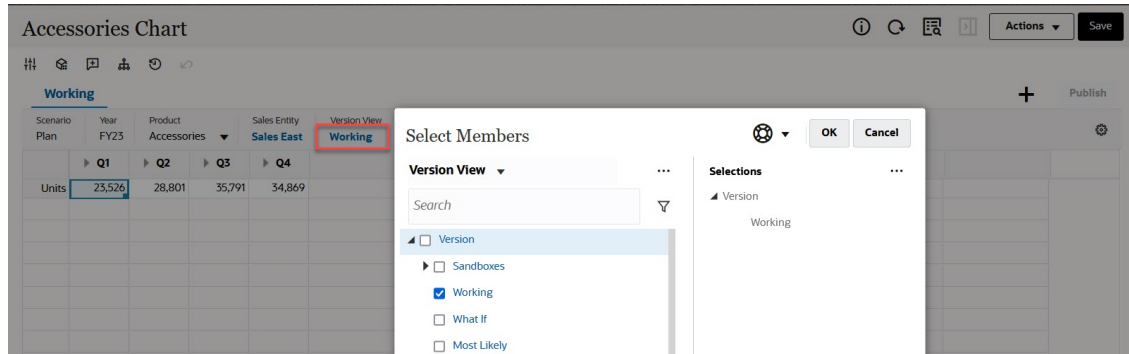 Accessories Chart
Actions
Save
Working
Publish
Scenario Year Product Sales Entity Version View
Plan FY23 Accessories Sales East Working
Q1 Q2 Q3 Q4
Units 23,526 28,801 35,791 34,869
Select Members
OK Cancel
Version View
Selections
Search
Version
Working
Version
Sandboxes
Working
What If
Most Likely